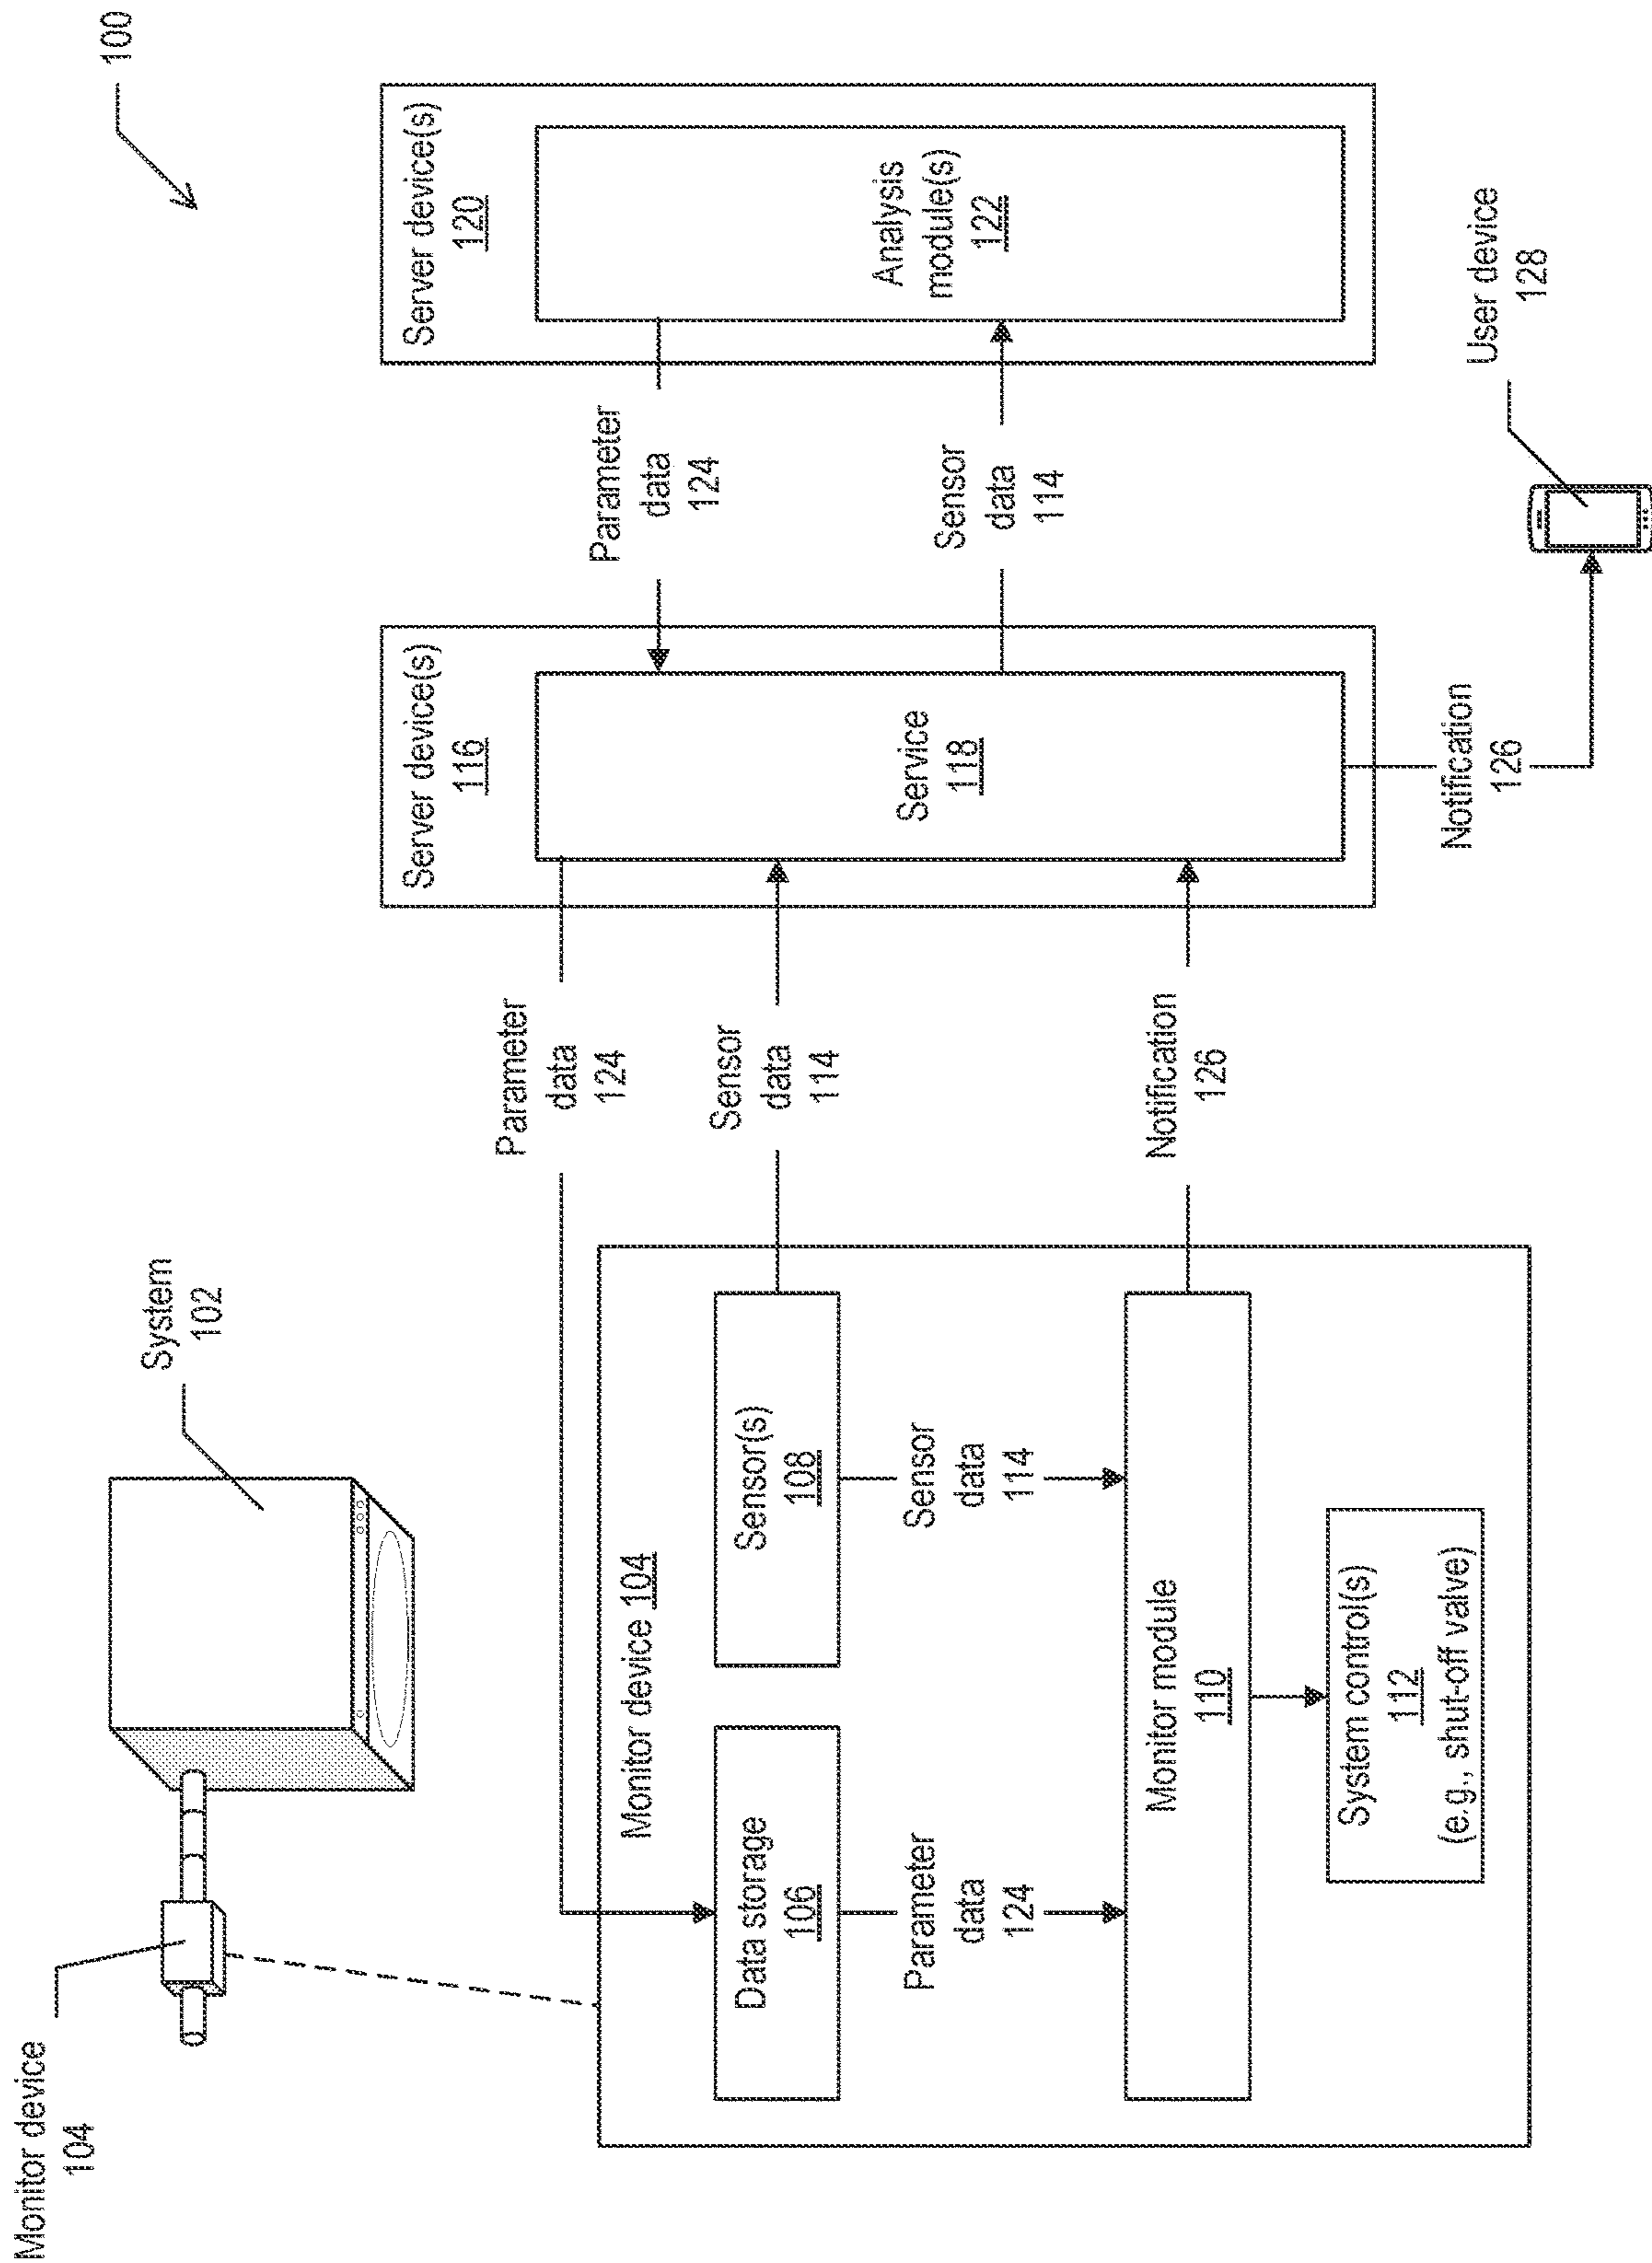 100
Monitor device
104
System
102
Server device(s)
116
Service
118
Server device(s)
120
Analysis
module(s)
122
Parameter
data
124
Sensor
data
114
Notification
126
Parameter
data
124
Sensor
data
114
Monitor device 104
Data storage
106
Sensor(s)
108
Parameter
data
124
Sensor
data
114
Monitor module
110
System control(s)
112
(e.g., shut-off valve)
Notification
126
User device
128